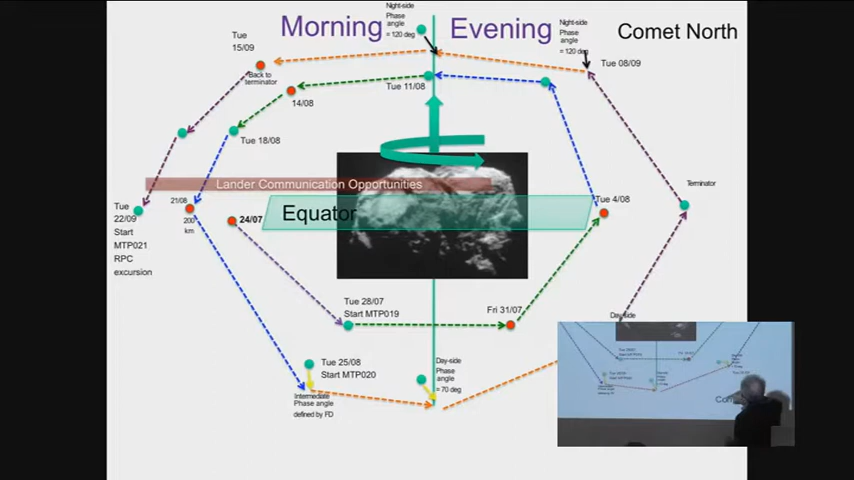 Night-side
Phase
angle
= 120 deg
Morning
Evening
Night-side
Phase
angle
= 120 deg
Comet North
Tue
15/09
Tue 08/09
Back to
terminator
Tue 11/08
14/08
Tue 18/08
Lander Communication Opportunities
Terminator
21/08
200
km
24/07
Equator
Tue 4/08
Tue
22/09
Start
MTP021
RPC
excursion
Tue 28/07
Start MTP019
Fri 31/07
Day-side
Tue 25/08
Start MTP020
Day-side
Phase
angle
= 70 deg
Intermediate
Phase angle
defined by FD